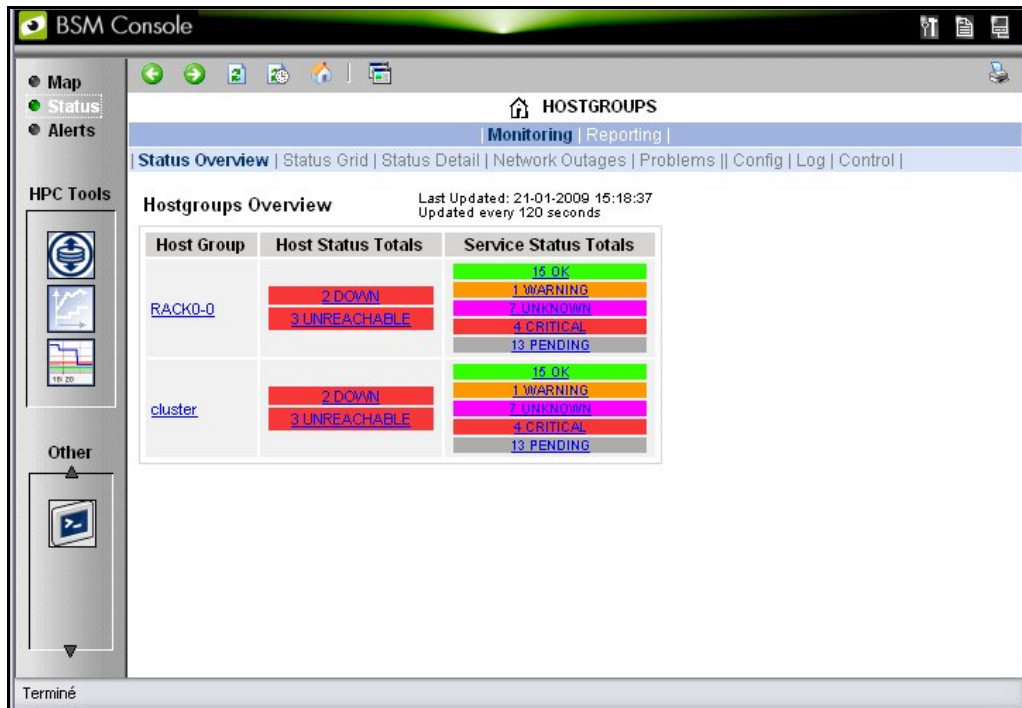 BSM Console
Map
Status
Alerts
HOSTGROUPS
| Monitoring | Reporting |
| Status Overview | Status Grid | Status Detail | Network Outages | Problems || Config | Log | Control |
HPC Tools
Hostgroups Overview
Last Updated: 21-01-2009 15:18:37
Updated every 120 seconds
Host Group Host Status Totals Service Status Totals
RACK0-0
2 DOWN
3 UNREACHABLE
15 OK
1 WARNING
7 UNKNOWN
4 CRITICAL
13 PENDING
cluster
2 DOWN
3 UNREACHABLE
15 OK
1 WARNING
7 UNKNOWN
4 CRITICAL
13 PENDING
Other
Terminé